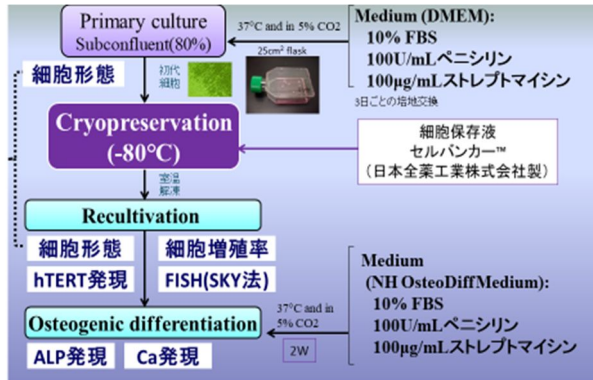 Primary culture
Subconfluent(80%)
37℃ and in 5% CO2
25cm² flask
Medium (DMEM):
10% FBS
100U/mLペニシリン
100μg/mLストレプトマイシン
3日ごとの培地交換
細胞形態
初代
細胞
Cryopreservation
(-80℃)
細胞保存液
セルバンカー™
(日本全薬工業株式会社製)
室温
解凍
Recultivation
細胞形態
細胞増殖率
hTERT発現
FISH(SKY法)
Medium
(NH OsteoDiffMedium):
10% FBS
100U/mLペニシリン
100μg/mLストレプトマイシン
37℃ and in
5% CO2
2W
Osteogenic differentiation
ALP発現
Ca発現